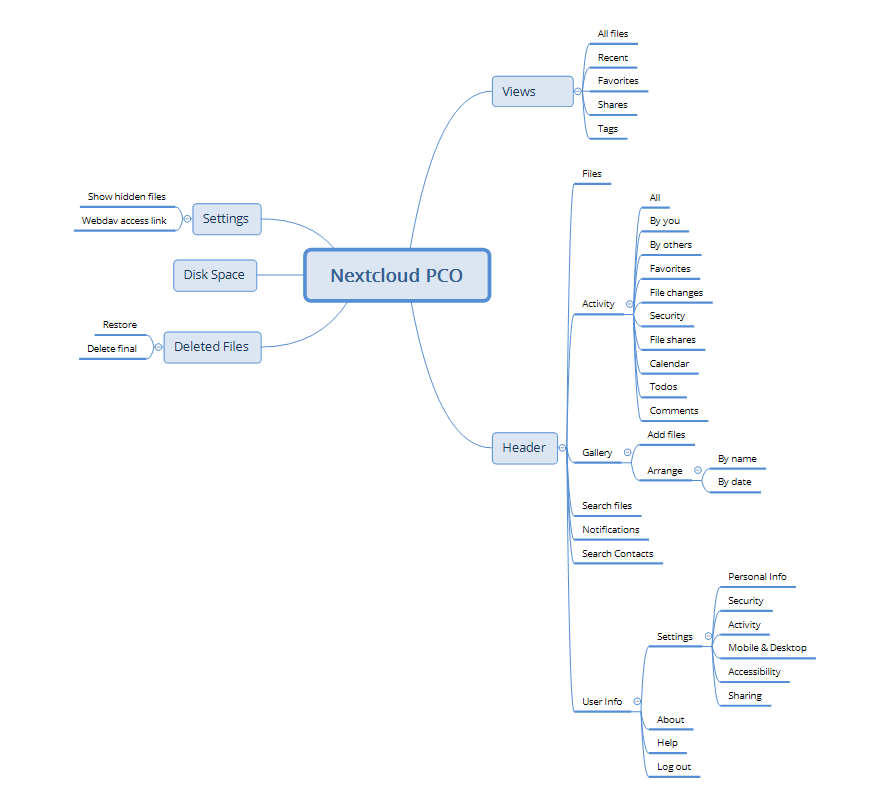 Nextcloud PCO
Views
All files
Recent
Favorites
Shares
Tags
Settings
Show hidden files
Webdav access link
Disk Space
Deleted Files
Restore
Delete final
Header
Files
Activity
All
By you
By others
Favorites
File changes
Security
File shares
Calendar
Todos
Comments
Gallery
Add files
Arrange
By name
By date
Search files
Notifications
Search Contacts
User Info
Settings
Personal Info
Security
Activity
Mobile & Desktop
Accessibility
Sharing
About
Help
Log out